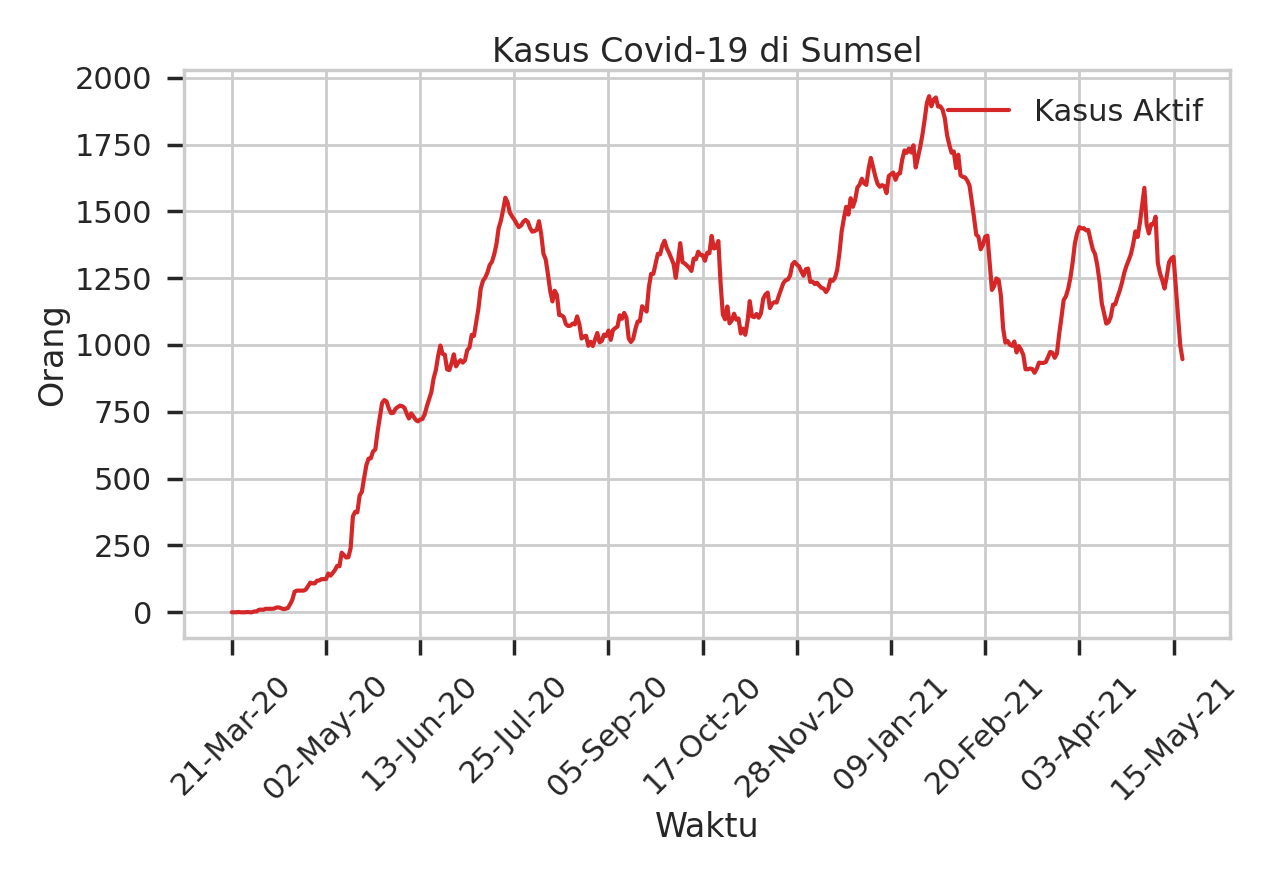 Kasus Covid-19 di Sumsel
Kasus Aktif
Orang
2000
1750
1500
1250
1000
750
500
250
0
21-Mar-20
02-May-20
13-Jun-20
25-Jul-20
05-Sep-20
17-Oct-20
28-Nov-20
09-Jan-21
20-Feb-21
03-Apr-21
15-May-21
Waktu